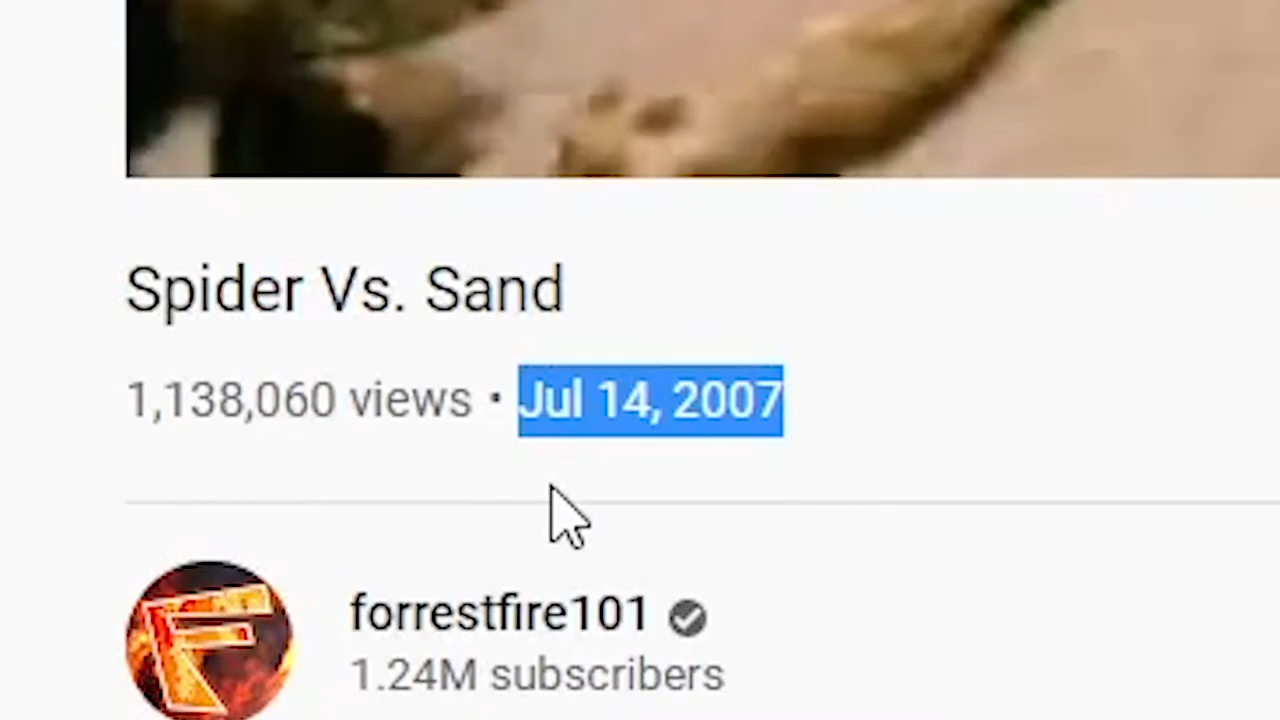 Spider Vs. Sand
1,138,060 views • Jul 14, 2007
forrestfire101
1.24M subscribers